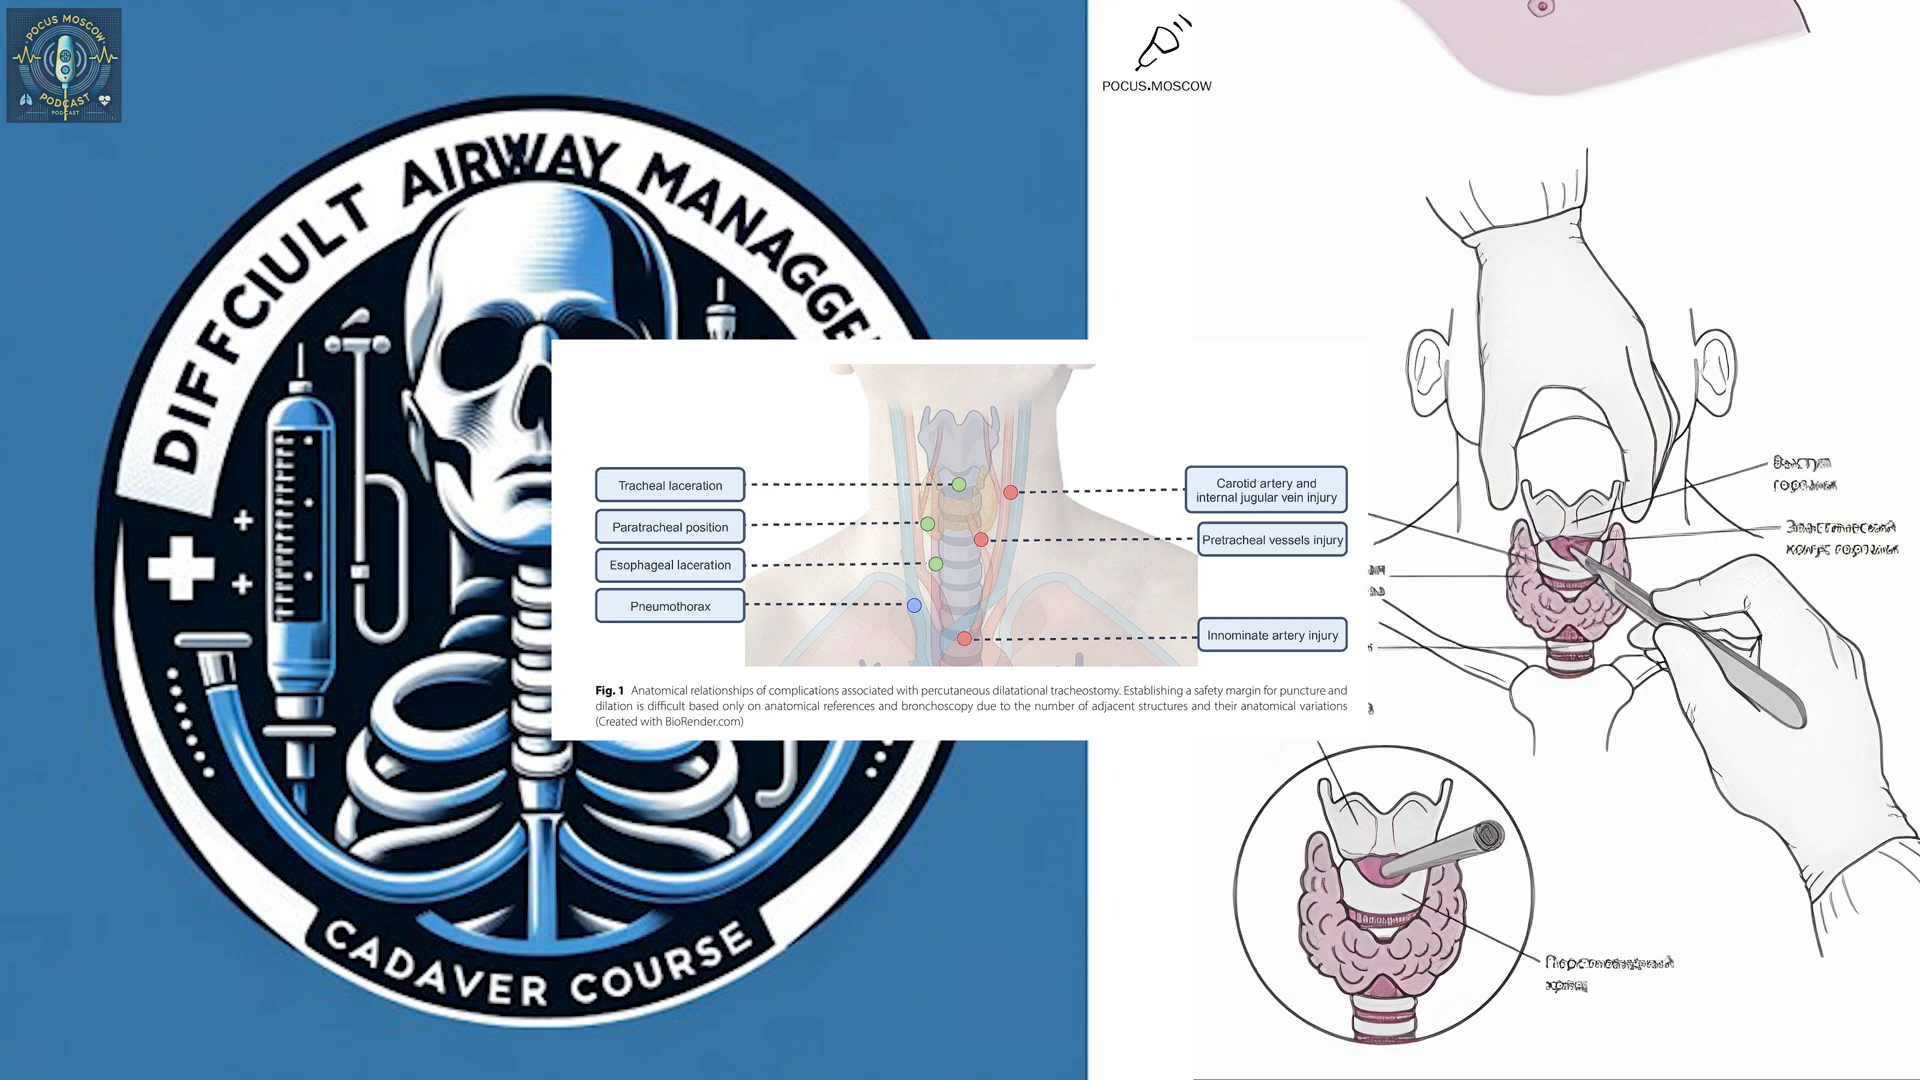 POCUS MOSCOW
PODCAST
PODCAST
DIFFCIULT AIRWAY MANAGGE
CADAVER COURSE
POCUS.MOSCOW
Tracheal laceration
Paratracheal position
Esophageal laceration
Pneumothorax
Carotid artery and
internal jugular vein injury
Pretracheal vessels injury
Innominate artery injury
Fig. 1 Anatomical relationships of complications associated with percutaneous dilatational tracheostomy. Establishing a safety margin for puncture and
dilation is difficult based only on anatomical references and bronchoscopy due to the number of adjacent structures and their anatomical variations
(Created with BioRender.com)